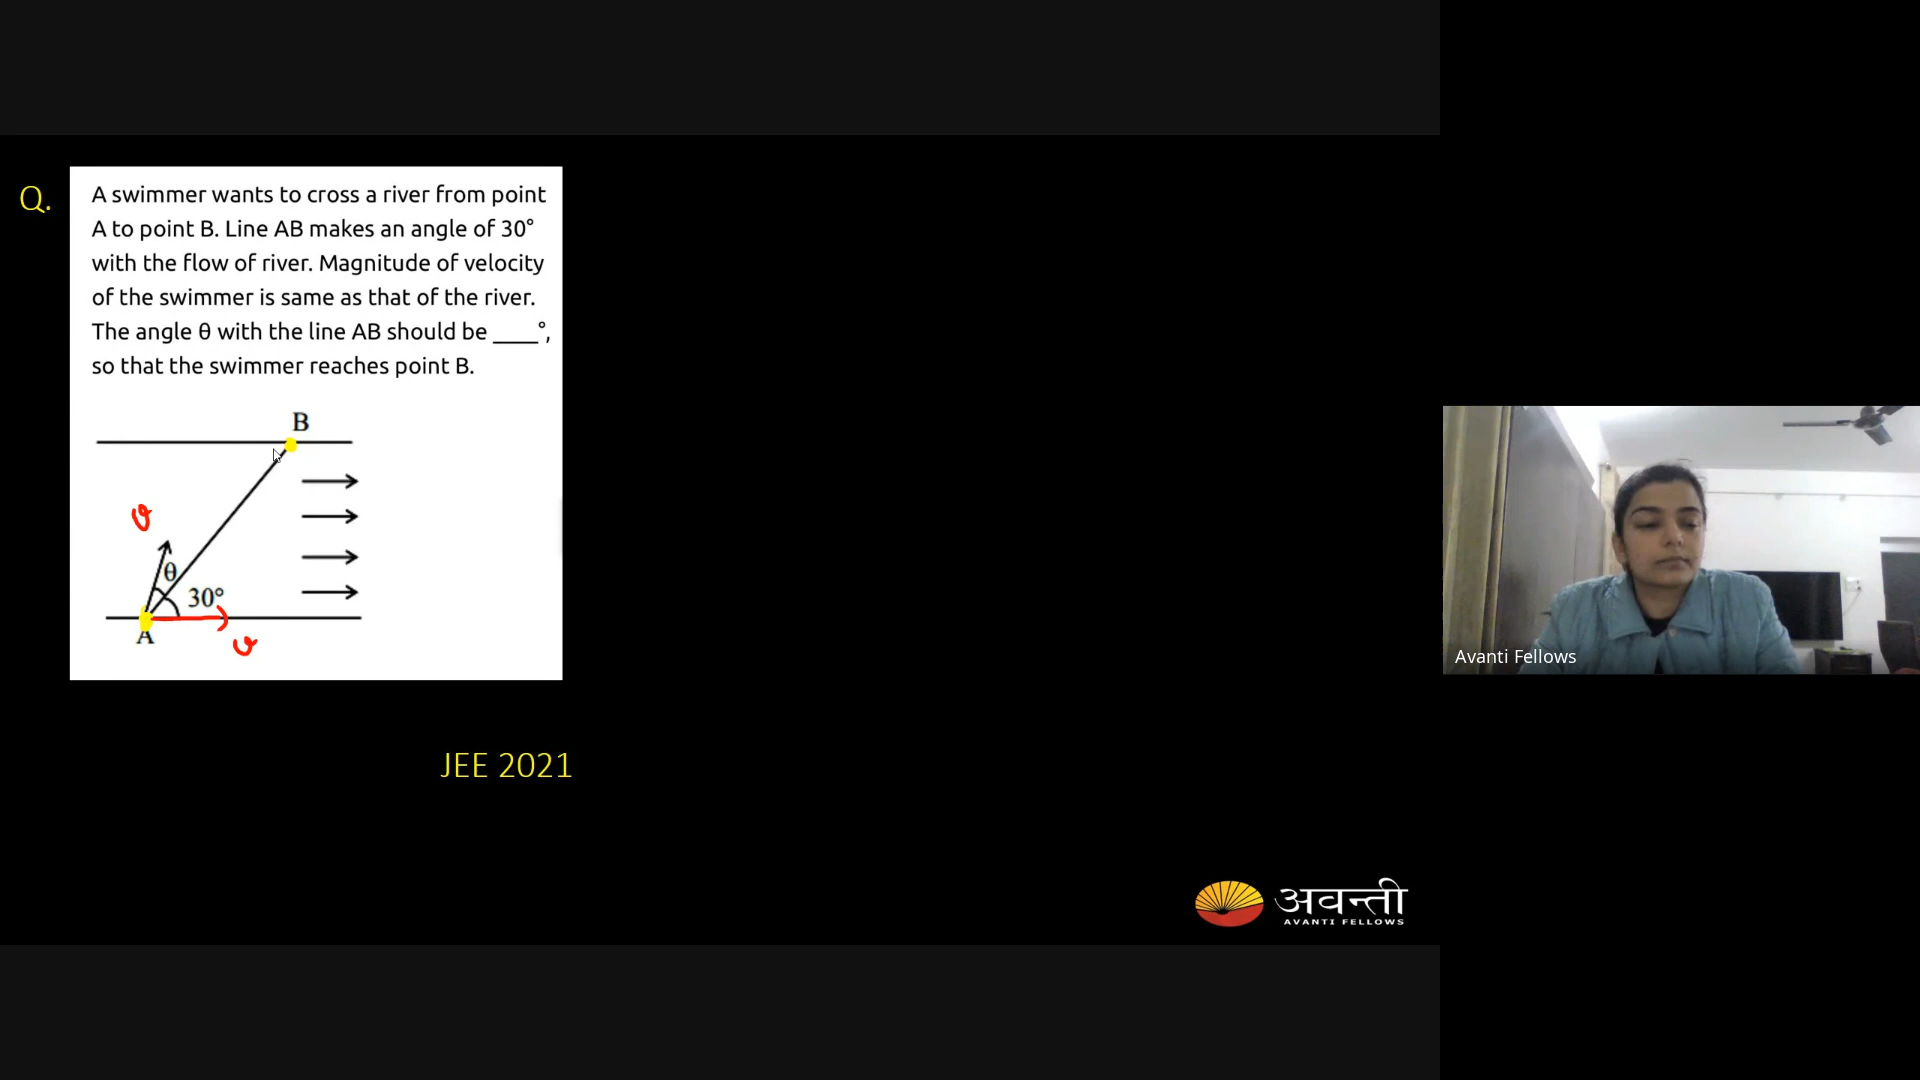 Q.
A swimmer wants to cross a river from point
A to point B. Line AB makes an angle of 30°
with the flow of river. Magnitude of velocity
of the swimmer is same as that of the river.
The angle θ with the line AB should be ____°,
so that the swimmer reaches point B.
B
v
θ
30°
A
v
JEE 2021
Avanti Fellows
अवन्ती
AVANTI FELLOWS